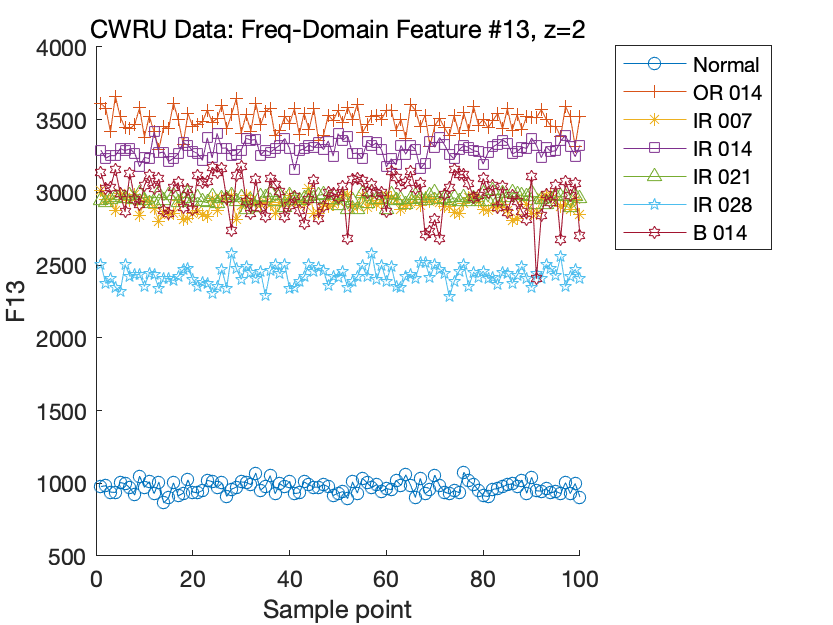 CWRU Data: Freq-Domain Feature #13, z=2
4000
3500
3000
2500
2000
1500
1000
500
F13
0 20 40 60 80 100
Sample point
Normal
OR 014
IR 007
IR 014
IR 021
IR 028
B 014